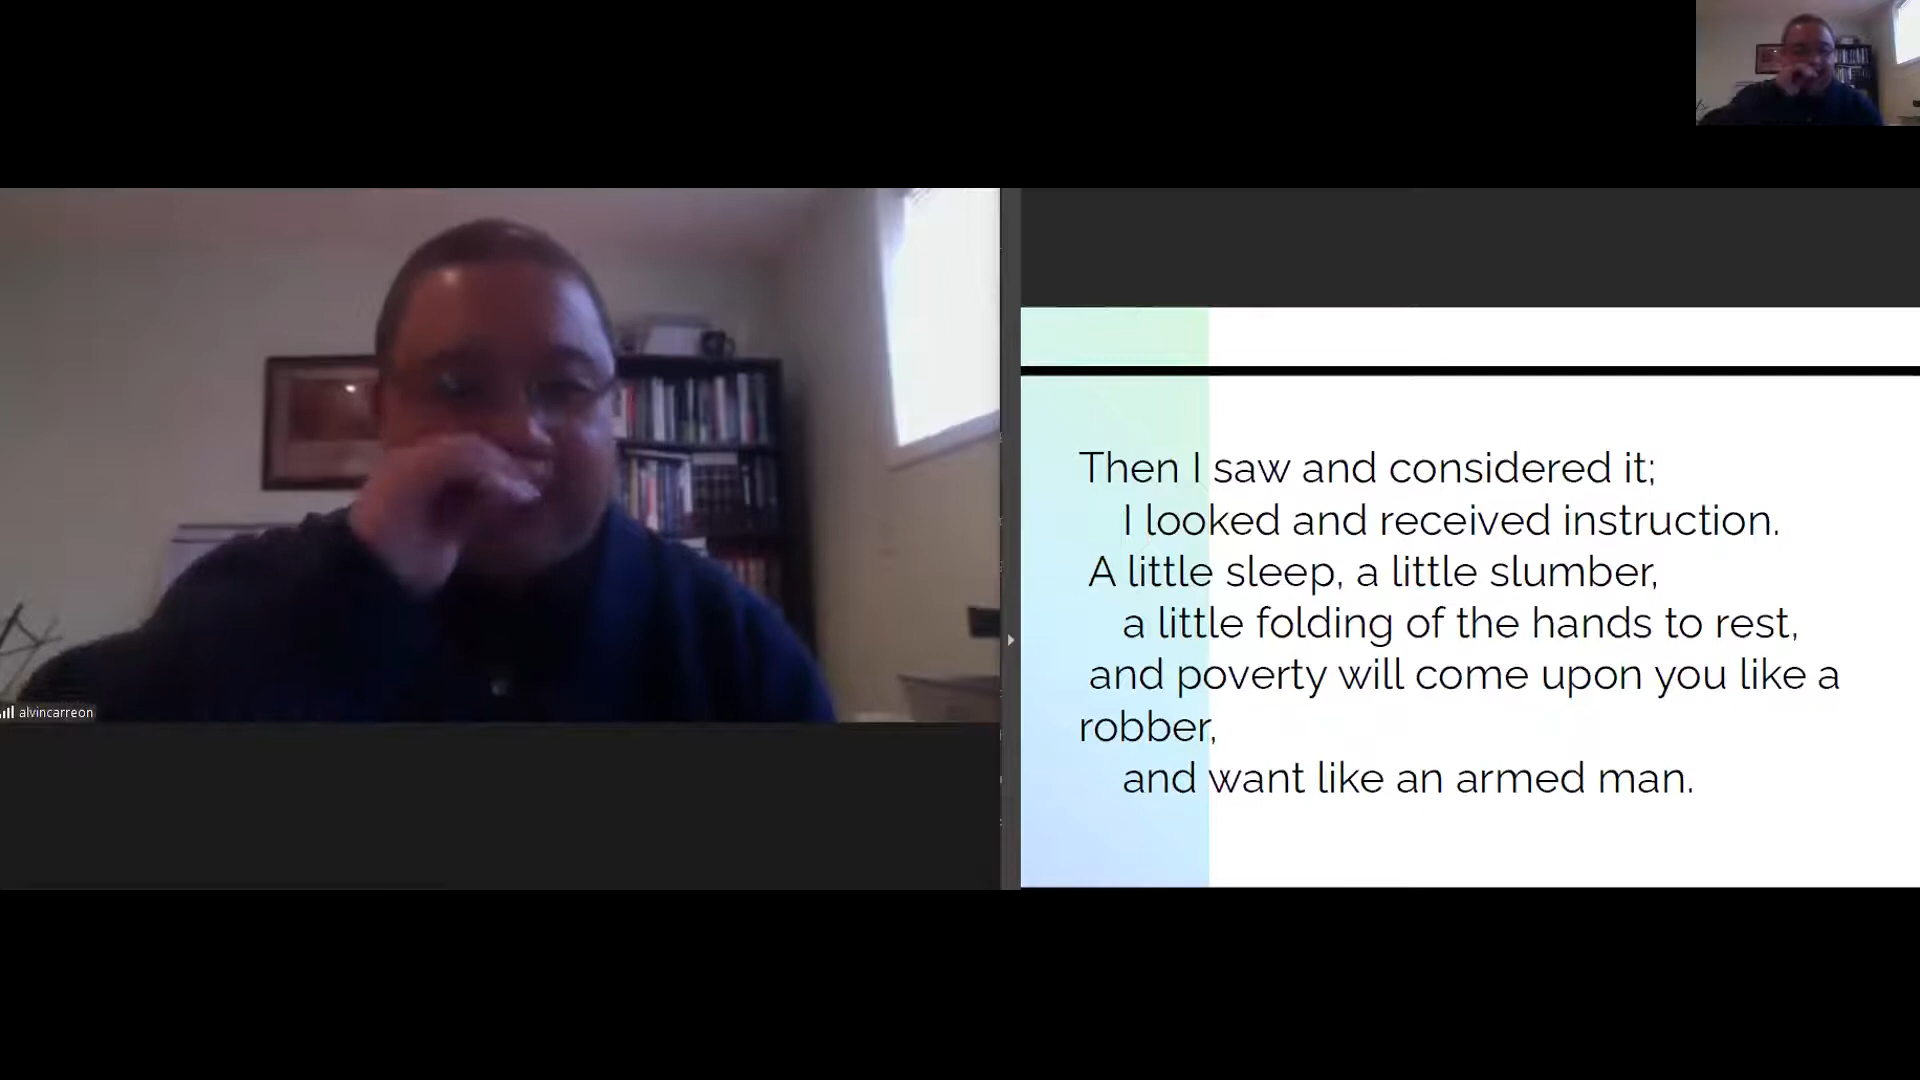 alvincarreon
Then I saw and considered it;
I looked and received instruction.
A little sleep, a little slumber,
a little folding of the hands to rest,
and poverty will come upon you like a
robber,
and want like an armed man.